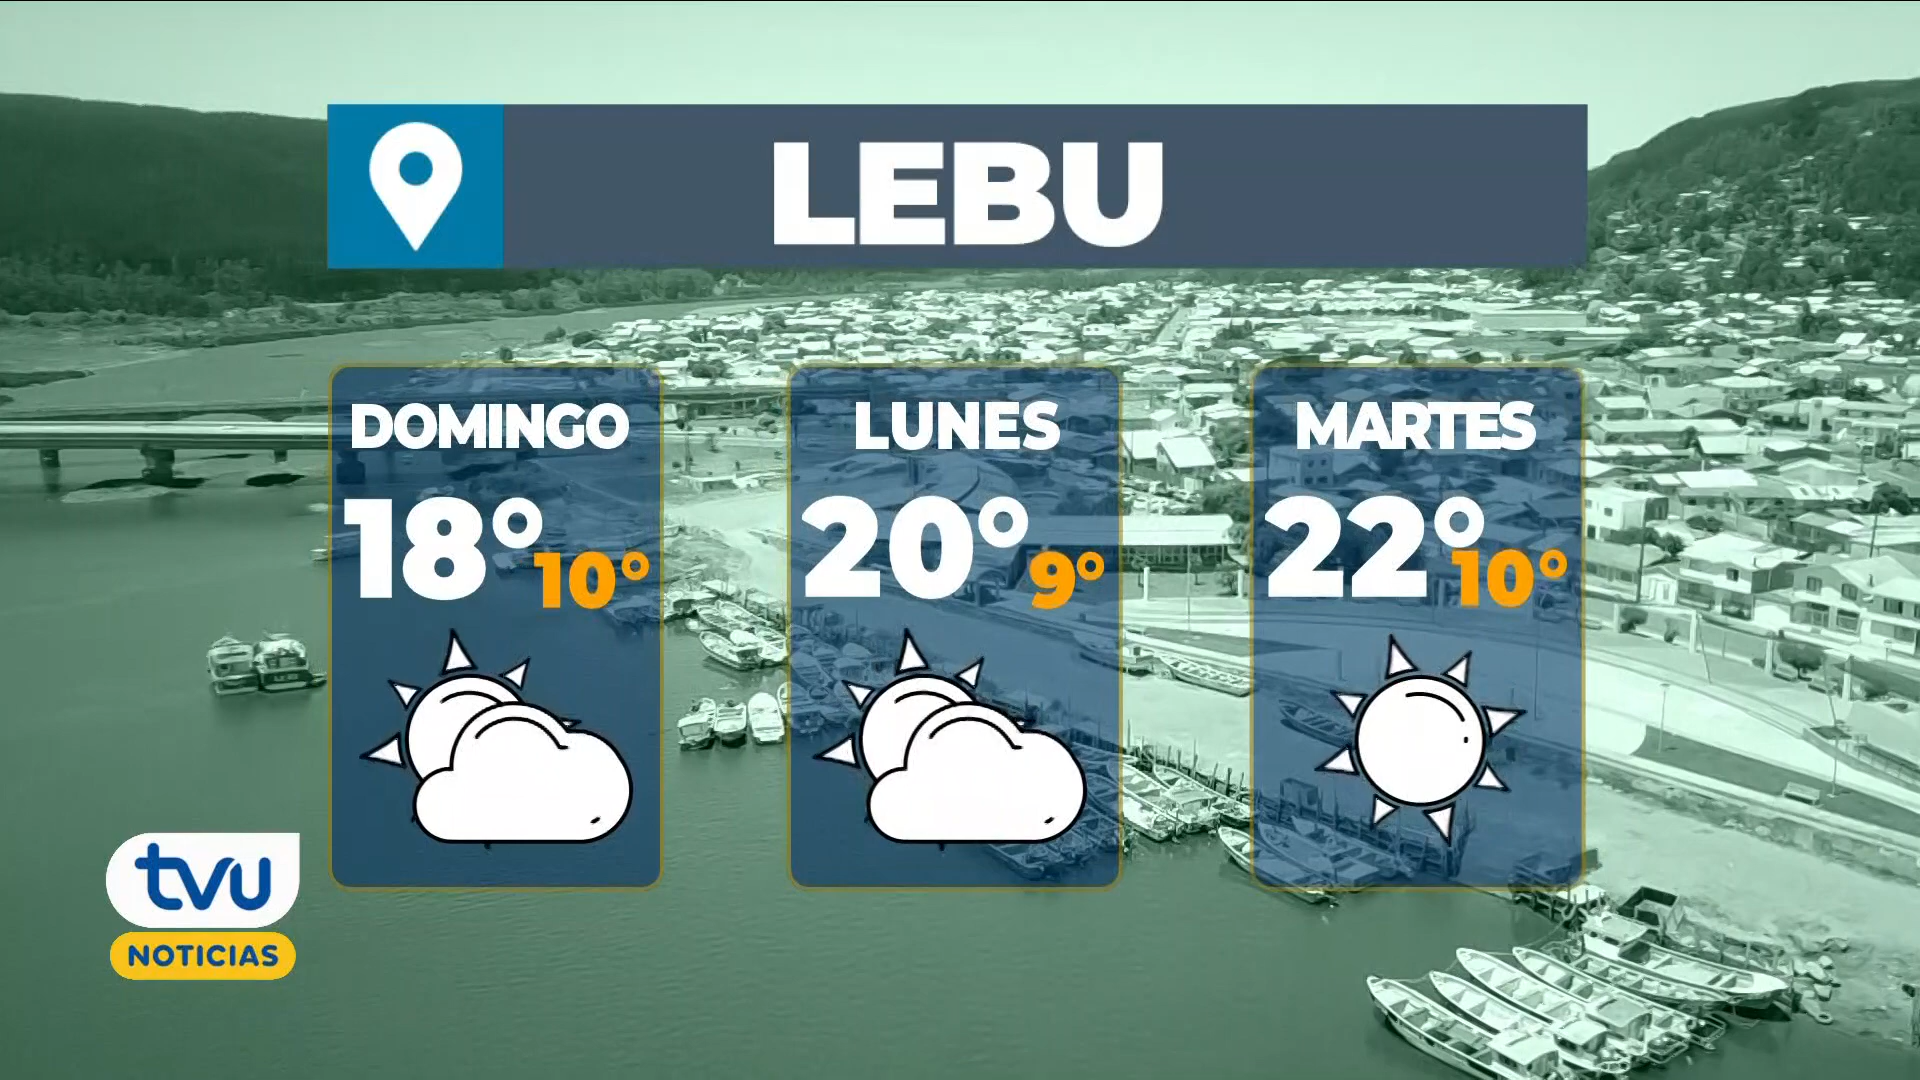 LEBU
DOMINGO
18° 10°
LUNES
20° 9°
MARTES
22° 10°
tvu
NOTICIAS